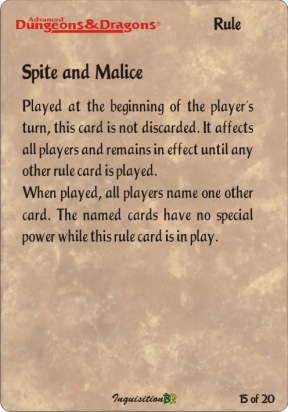 Advanced
Dungeons&Dragons®
Rule
Spite and Malice
Played at the beginning of the player's
turn, this card is not discarded. It affects
all players and remains in effect until any
other rule card is played.
When played, all players name one other
card. The named cards have no special
power while this rule card is in play.
InquisitionBR
15 of 20